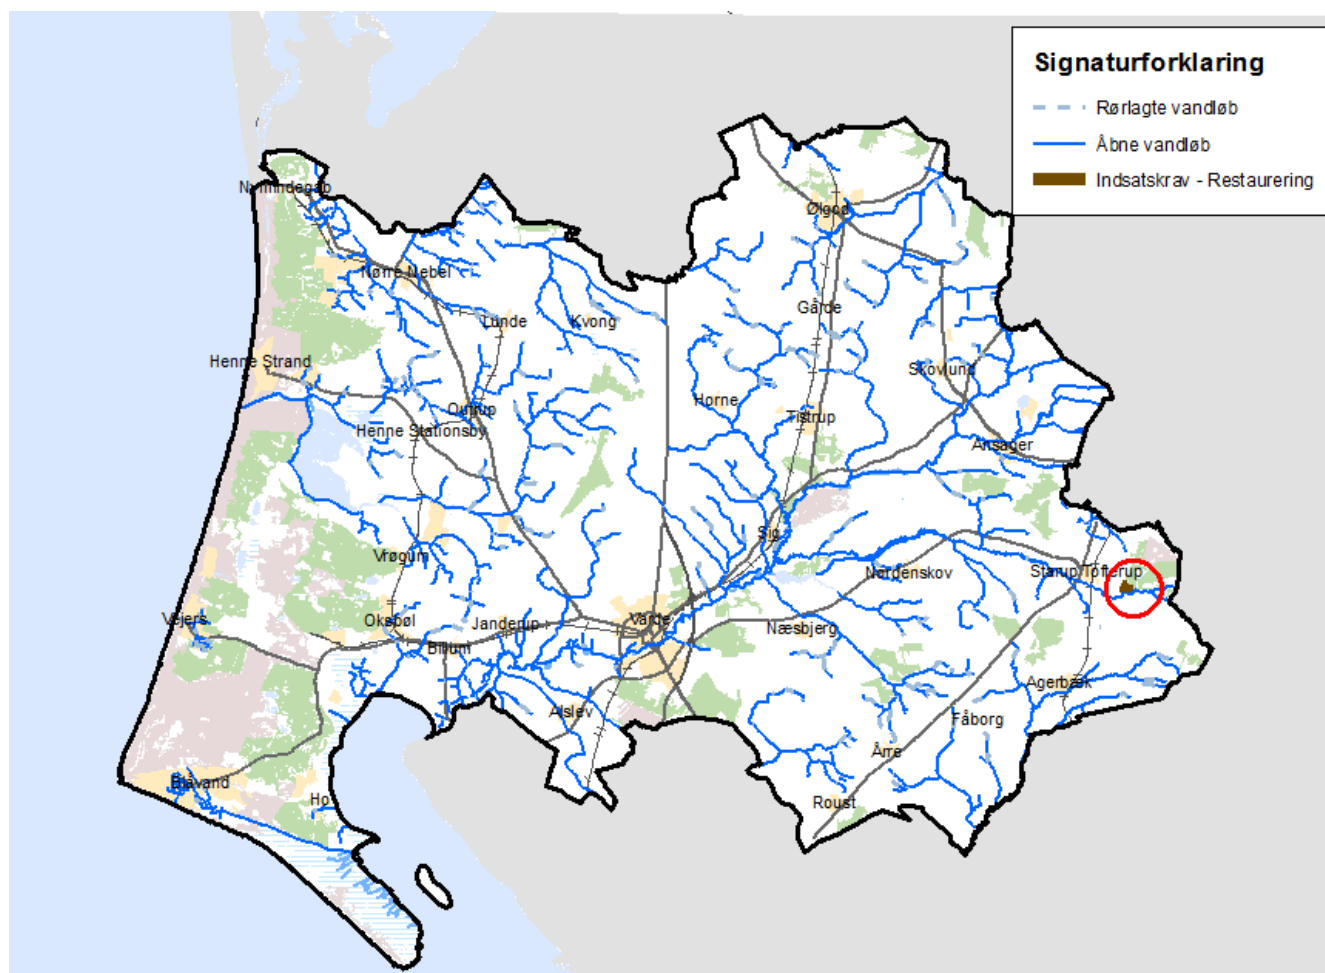 Signaturforklaring
Rørlagte vandløb
Åbne vandløb
Indsatskrav - Restaurering
Nymindegab
Ølgod
Nørre Nebel
Gårde
Lunde
Kvong
Henne Strand
Skovlund
Horne
Outrup
Tistrup
Henne Stationsby
Ansager
Sig
Vrøgum
Nordenskov
Starup Tofterup
Vejers
Oksbøl
Janderup
Varde
Næsbjerg
Billum
Agerbæk
Alslev
Fåborg
Årre
Blåvand
Ho
Roust